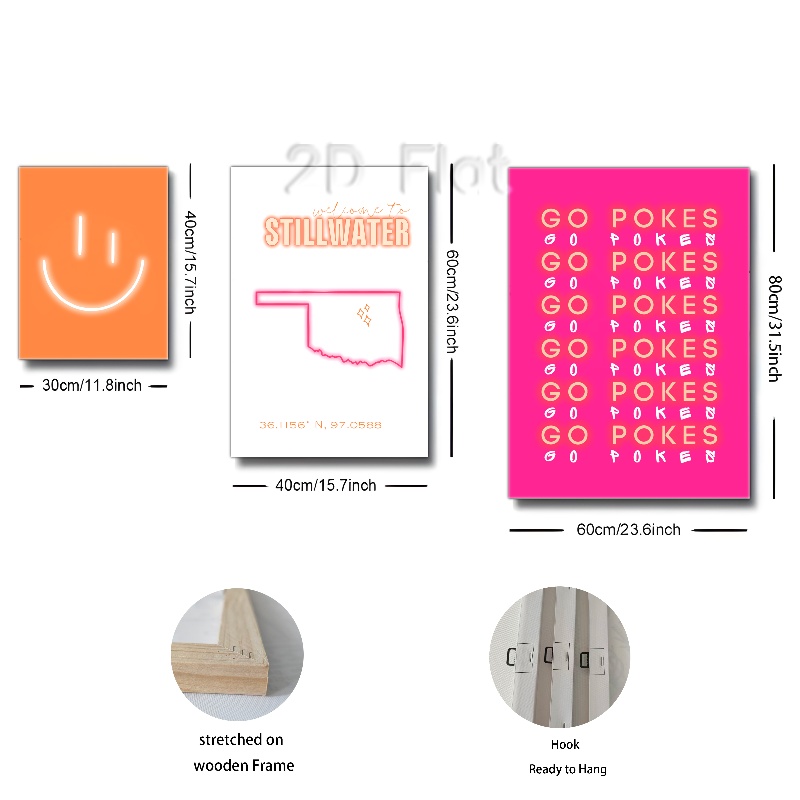 2D Flat
welcome to
STILLWATER
36.1156° N, 97.0588
GO POKES
GO POKES
GO POKES
GO POKES
GO POKES
GO POKES
GO POKES
GO POKES
GO POKES
GO POKES
GO POKES
GO POKES
40cm/15.7inch
30cm/11.8inch
60cm/23.6inch
40cm/15.7inch
80cm/31.5inch
60cm/23.6inch
stretched on
wooden Frame
Hook
Ready to Hang